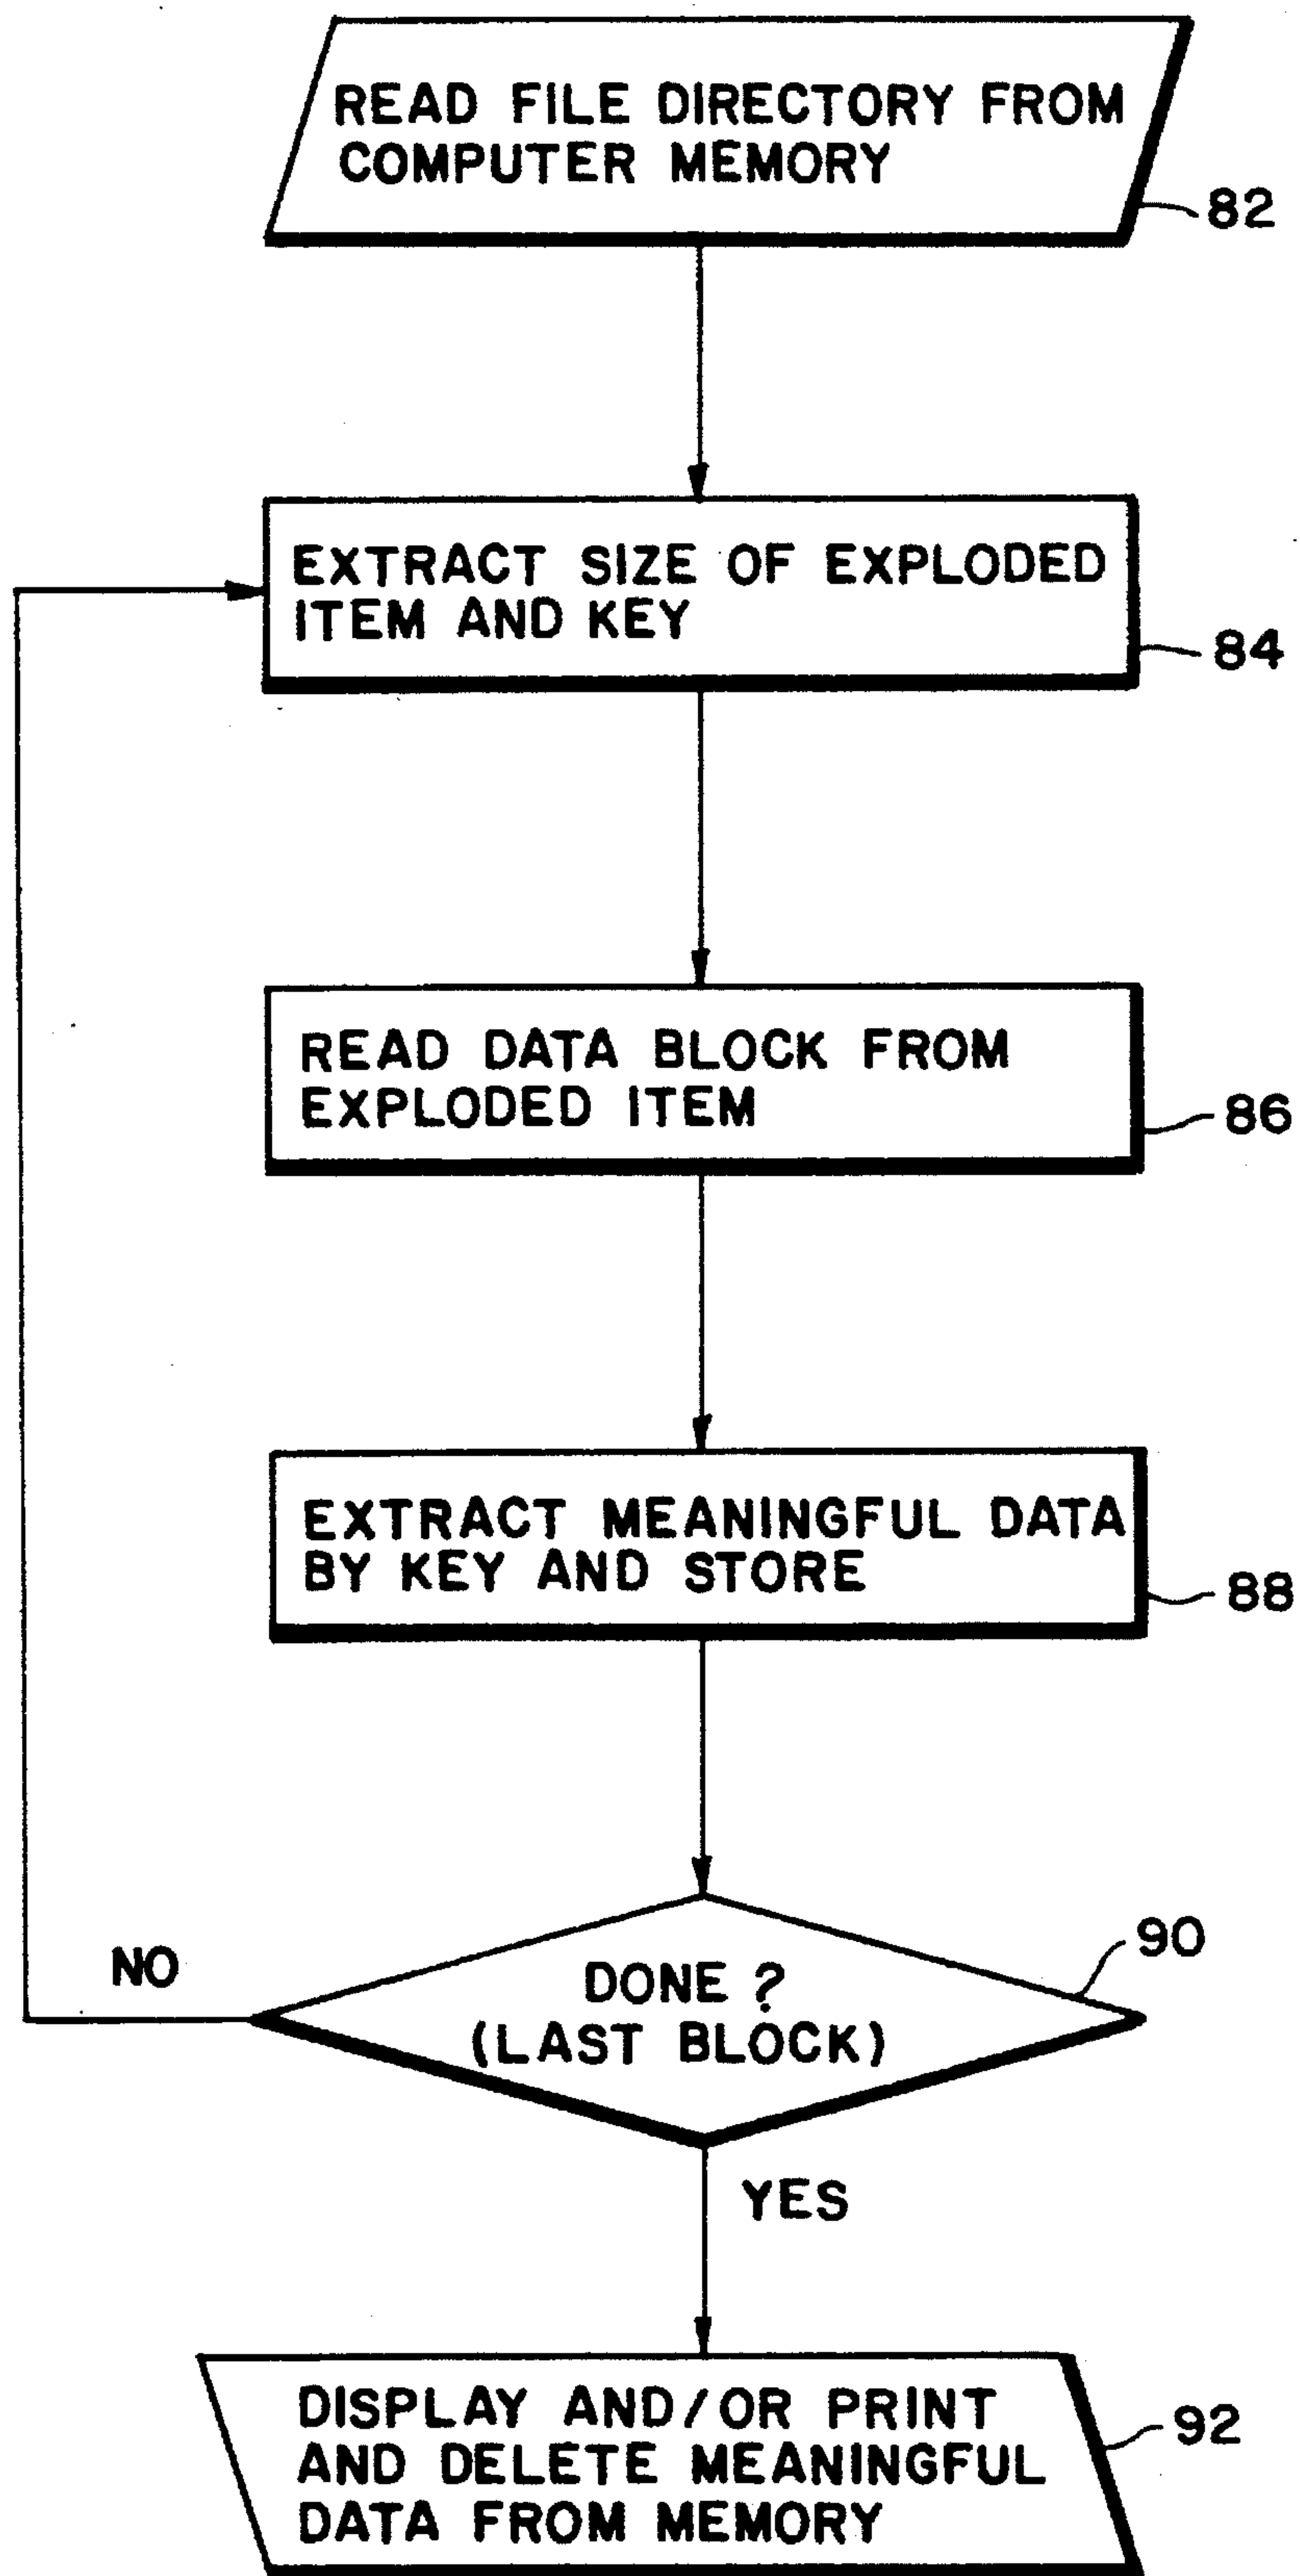 READ FILE DIRECTORY FROM
COMPUTER MEMORY
82
EXTRACT SIZE OF EXPLODED
ITEM AND KEY
84
READ DATA BLOCK FROM
EXPLODED ITEM
86
EXTRACT MEANINGFUL DATA
BY KEY AND STORE
88
90
NO
DONE ?
(LAST BLOCK)
YES
DISPLAY AND/OR PRINT
AND DELETE MEANINGFUL
DATA FROM MEMORY
92